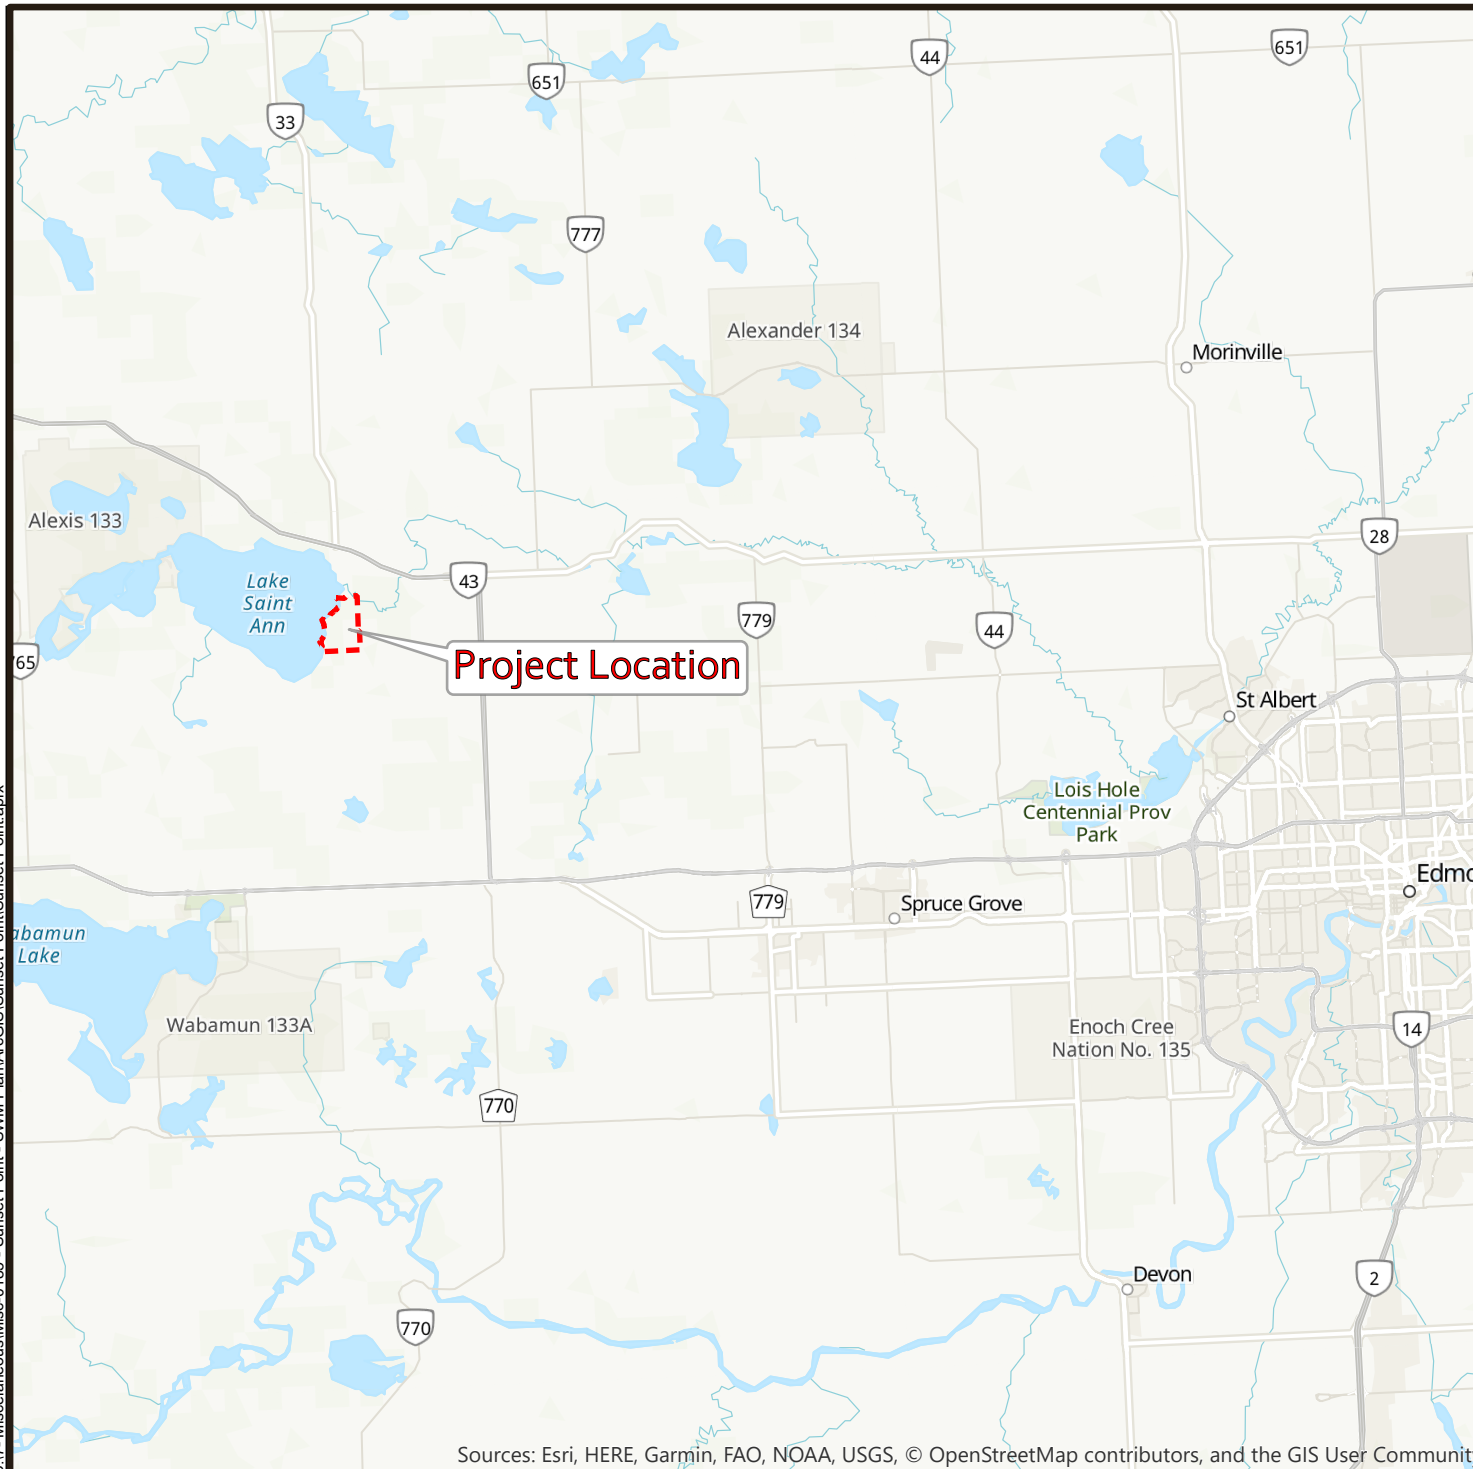 651
44
651
33
777
Alexander 134
Morinville
Alexis 133
28
Lake
Saint
Ann
43
779
44
765
Project Location
St Albert
Lois Hole
Centennial Prov
Park
Edmo
779
Spruce Grove
abamun
Lake
Wabamun 133A
Enoch Cree
Nation No. 135
14
770
Devon
2
770
Sources: Esri, HERE, Garmin, FAO, NOAA, USGS, © OpenStreetMap contributors, and the GIS User Communit